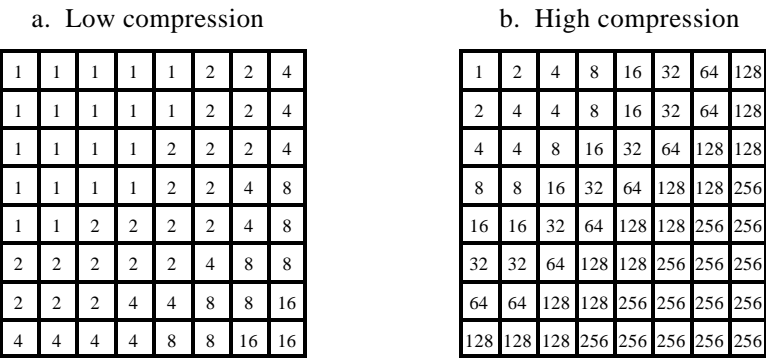 a. Low compression
1 1 1 1 1 2 2 4
1 1 1 1 1 2 2 4
1 1 1 1 2 2 2 4
1 1 1 1 2 2 4 8
1 1 2 2 2 2 4 8
2 2 2 2 2 4 8 8
2 2 2 4 4 8 8 16
4 4 4 4 8 8 16 16
b. High compression
1 2 4 8 16 32 64 128
2 4 4 8 16 32 64 128
4 4 8 16 32 64 128 128
8 8 16 32 64 128 128 256
16 16 32 64 128 128 256 256
32 32 64 128 128 256 256 256
64 64 128 128 256 256 256 256
128 128 128 256 256 256 256 256